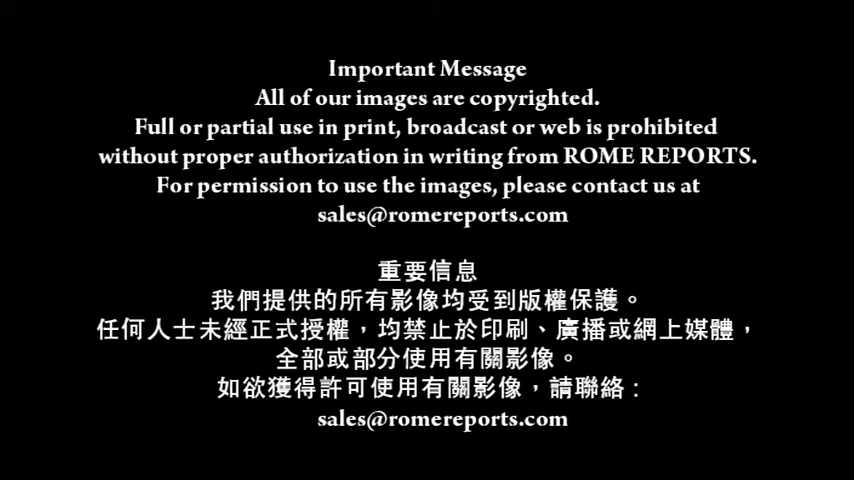 Important Message
All of our images are copyrighted.
Full or partial use in print, broadcast or web is prohibited
without proper authorization in writing from ROME REPORTS.
For permission to use the images, please contact us at
sales@romereports.com
重要信息
我們提供的所有影像均受到版權保護。
任何人士未經正式授權，均禁止於印刷、廣播或網上媒體，
全部或部分使用有關影像。
如欲獲得許可使用有關影像，請聯絡：
sales@romereports.com